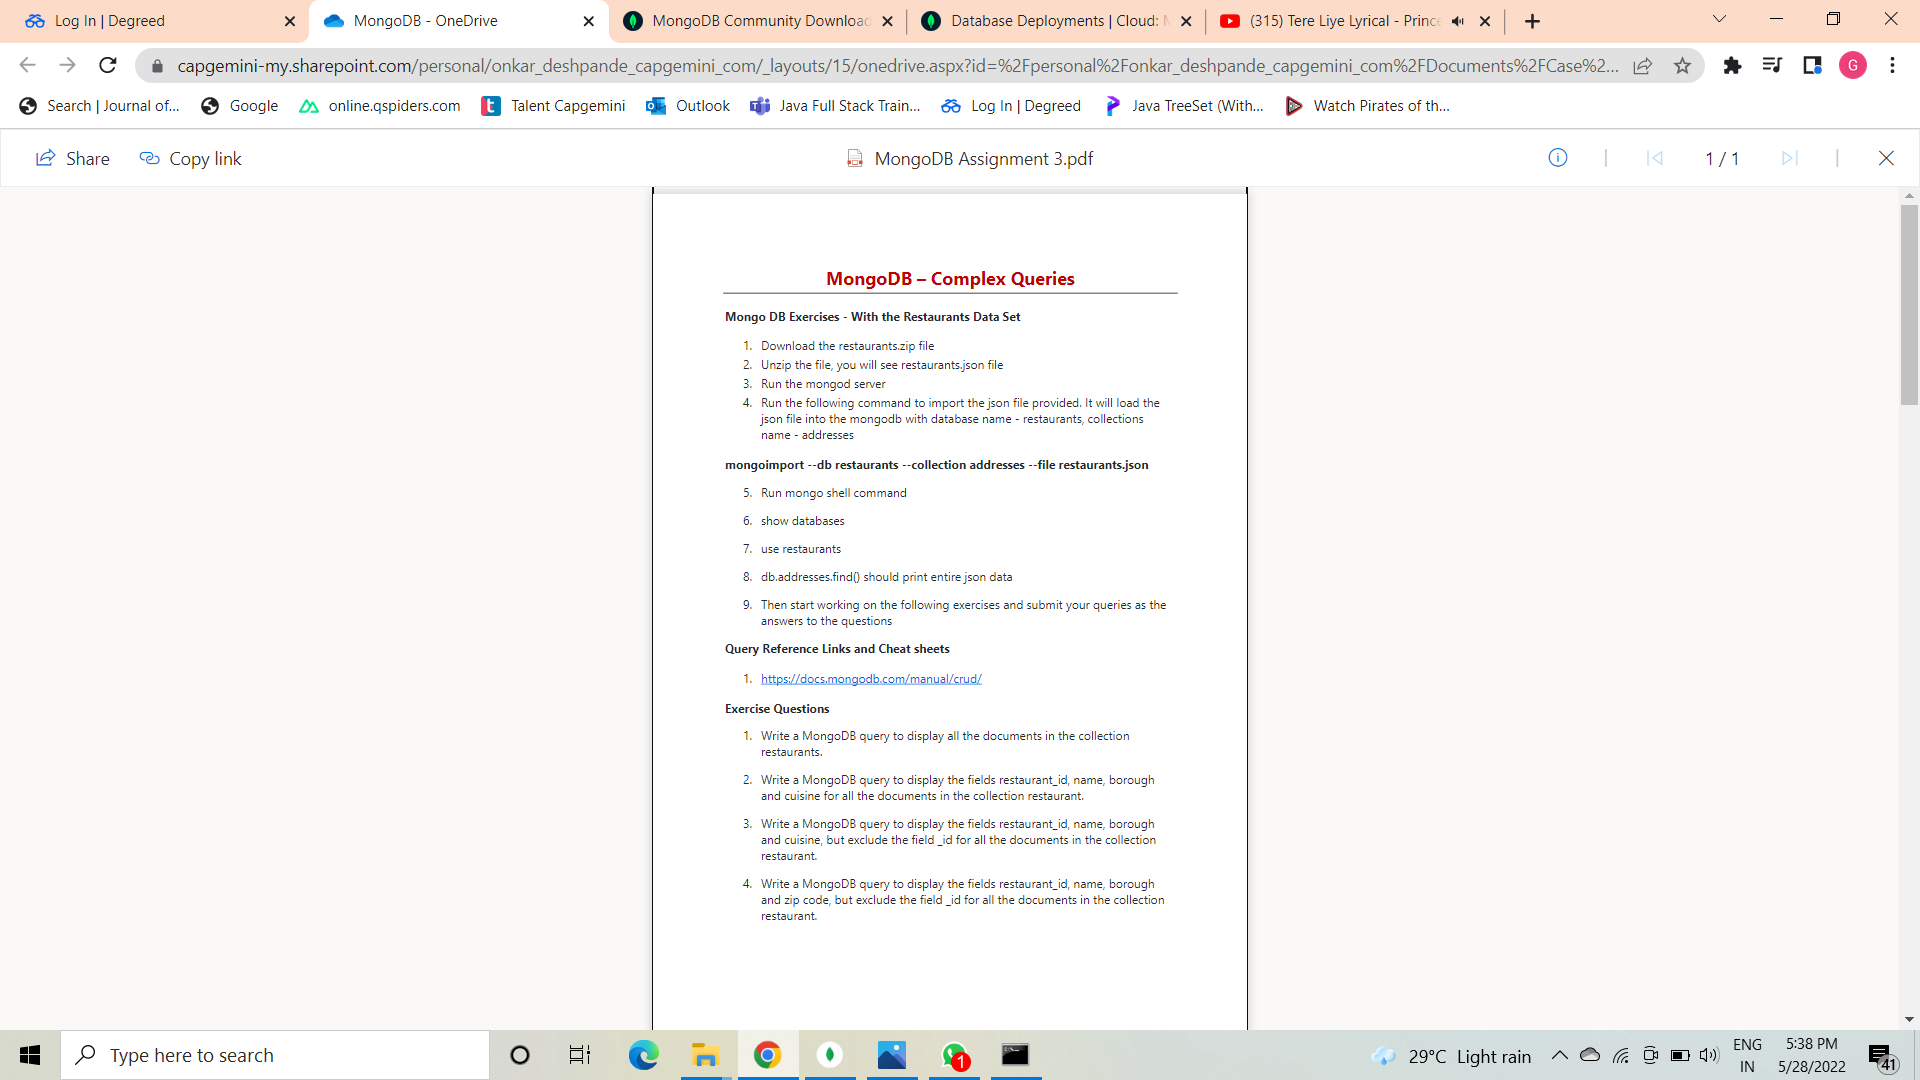 Log In | Degreed
MongoDB - OneDrive
MongoDB Community Download
Database Deployments | Cloud: M
(315) Tere Liye Lyrical - Prince
capgemini-my.sharepoint.com/personal/onkar_deshpande_capgemini_com/_layouts/15/onedrive.aspx?id=%2Fpersonal%2Fonkar_deshpande_capgemini_com%2FDocuments%2FCase%2...
G
Search | Journal of...
Google
online.qspiders.com
Talent Capgemini
Outlook
Java Full Stack Train...
Log In | Degreed
Java TreeSet (With...
Watch Pirates of th...
Share
Copy link
MongoDB Assignment 3.pdf
1 / 1
MongoDB – Complex Queries
Mongo DB Exercises - With the Restaurants Data Set
1. Download the restaurants.zip file
2. Unzip the file, you will see restaurants.json file
3. Run the mongod server
4. Run the following command to import the json file provided. It will load the
json file into the mongodb with database name - restaurants, collections
name - addresses
mongoimport --db restaurants --collection addresses --file restaurants.json
5. Run mongo shell command
6. show databases
7. use restaurants
8. db.addresses.find() should print entire json data
9. Then start working on the following exercises and submit your queries as the
answers to the questions
Query Reference Links and Cheat sheets
1. https://docs.mongodb.com/manual/crud/
Exercise Questions
1. Write a MongoDB query to display all the documents in the collection
restaurants.
2. Write a MongoDB query to display the fields restaurant_id, name, borough
and cuisine for all the documents in the collection restaurant.
3. Write a MongoDB query to display the fields restaurant_id, name, borough
and cuisine, but exclude the field _id for all the documents in the collection
restaurant.
4. Write a MongoDB query to display the fields restaurant_id, name, borough
and zip code, but exclude the field _id for all the documents in the collection
restaurant.
Type here to search
1
29°C Light rain
ENG
IN
5:38 PM
5/28/2022
41